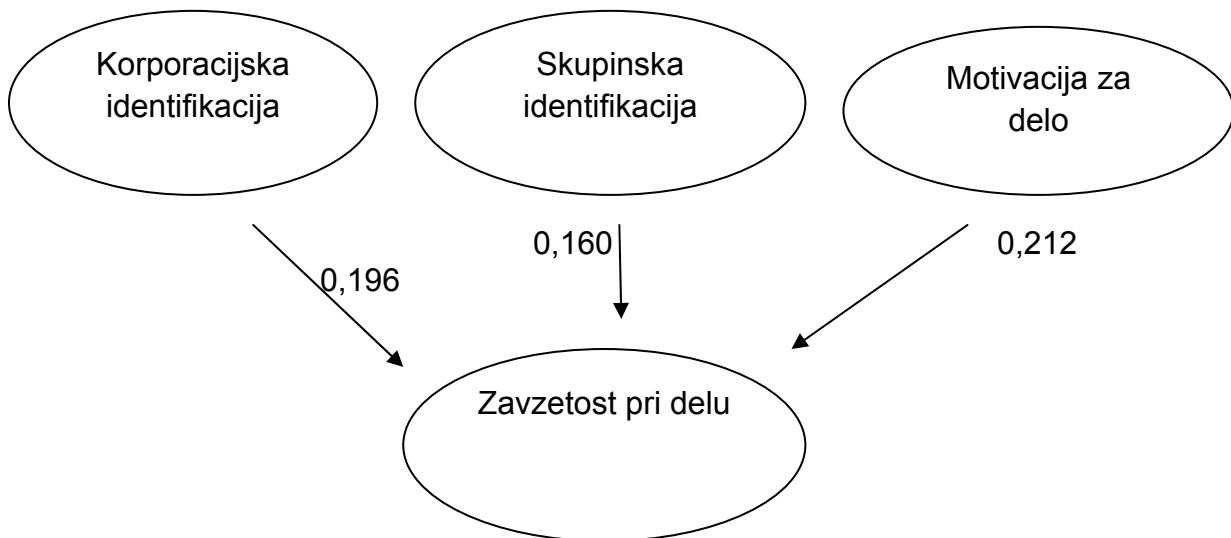 Korporacijska
identifikacija
Skupinska
identifikacija
Motivacija za
delo
0,196
0,160
0,212
Zavzetost pri delu